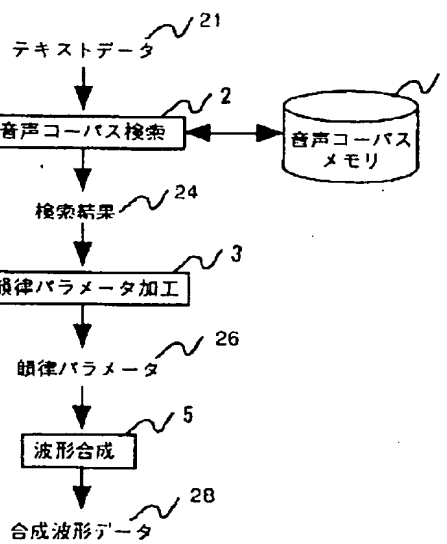 テキストデータ
21
音声コーパス検索
2
音声コーパス
メモリ
検索結果
24
韻律パラメータ加工
3
韻律パラメータ
26
波形合成
5
合成波形データ
28